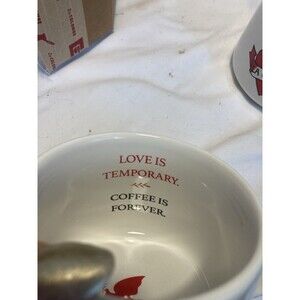 LOVE IS
TEMPORARY.
COFFEE IS
FOREVER.